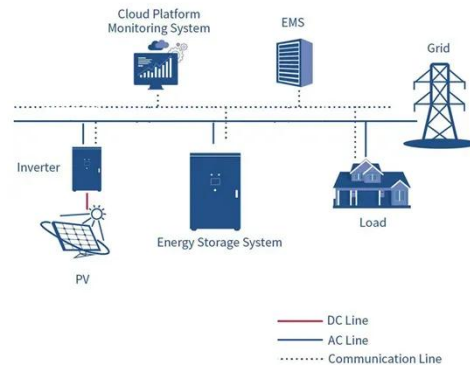 Cloud Platform
Monitoring System
EMS
Grid
Inverter
Energy Storage System
Load
PV
DC Line
AC Line
Communication Line